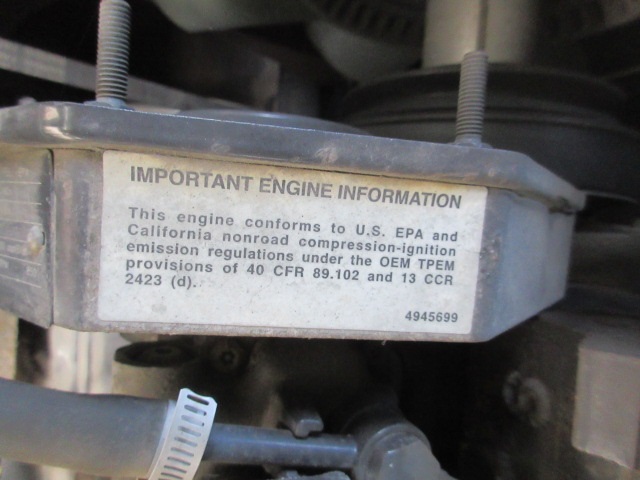 IMPORTANT ENGINE INFORMATION
This engine conforms to U.S. EPA and
California nonroad compression-ignition
emission regulations under the OEM TPEM
provisions of 40 CFR 89.102 and 13 CCR
2423 (d).
4945699